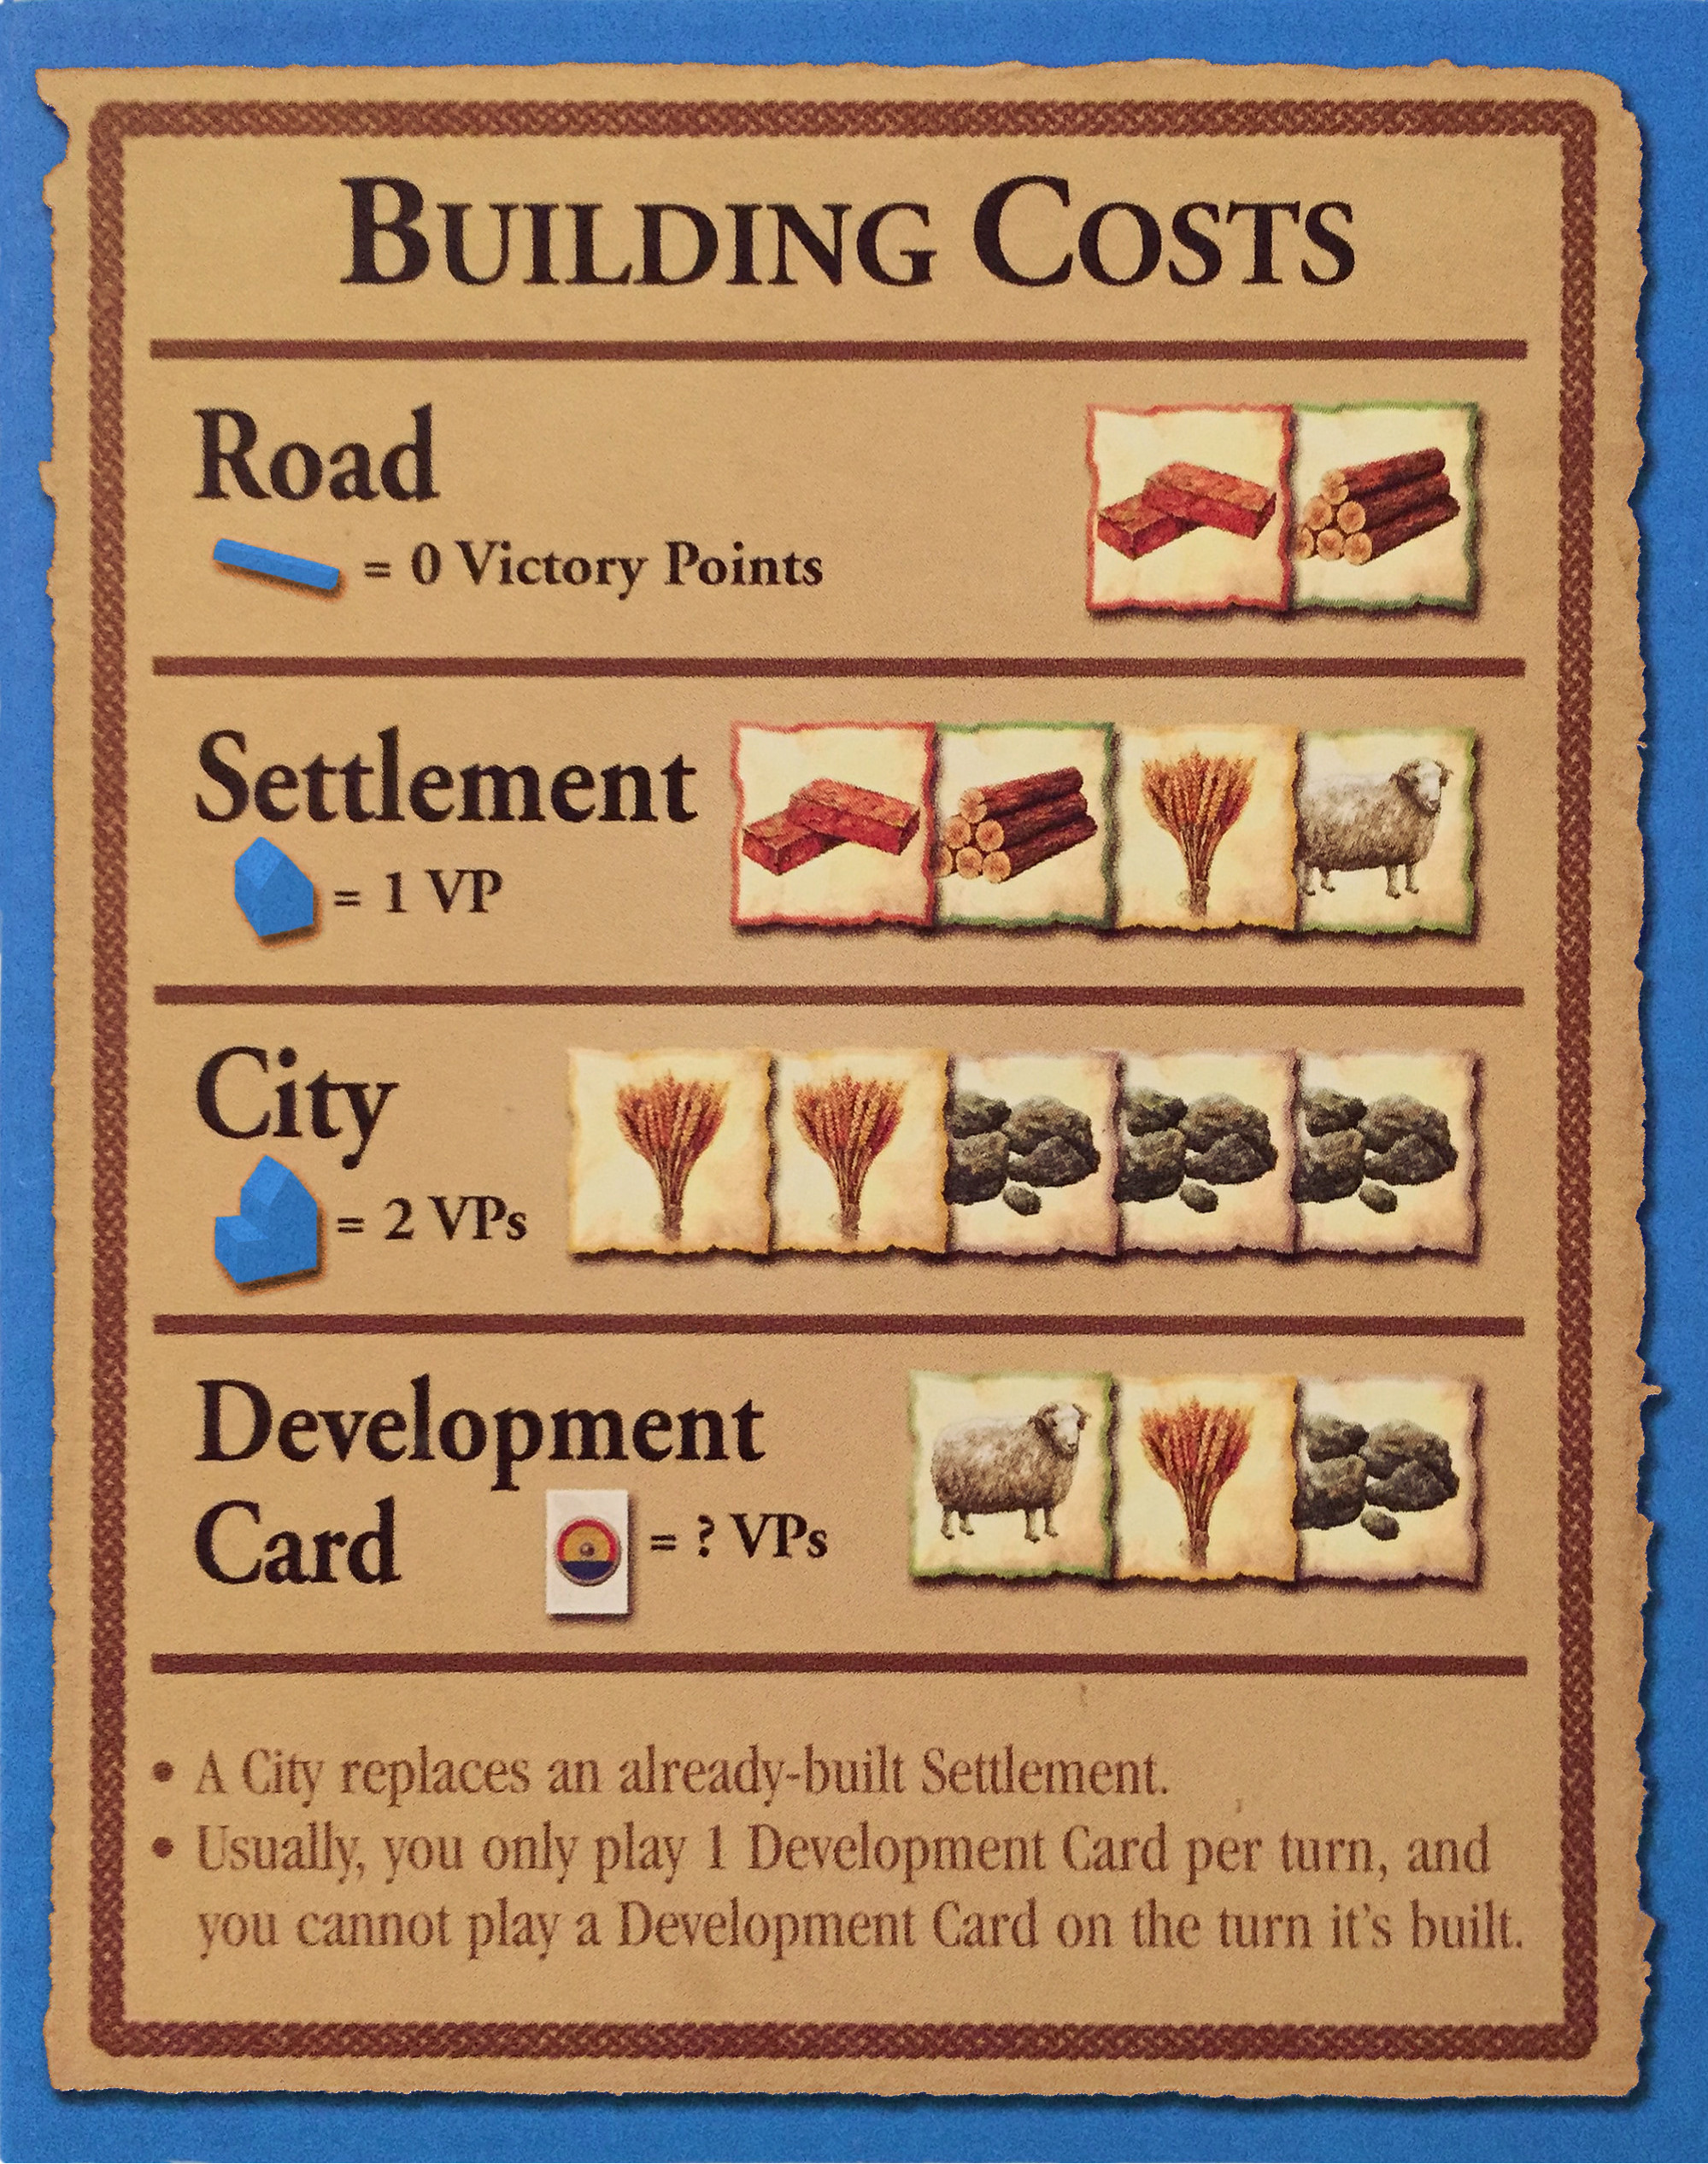 BUILDING COSTS
Road
= 0 Victory Points
Settlement
= 1 VP
City
= 2 VPs
Development
Card
= ? VPs
• A City replaces an already-built Settlement.
• Usually, you only play 1 Development Card per turn, and
you cannot play a Development Card on the turn it's built.